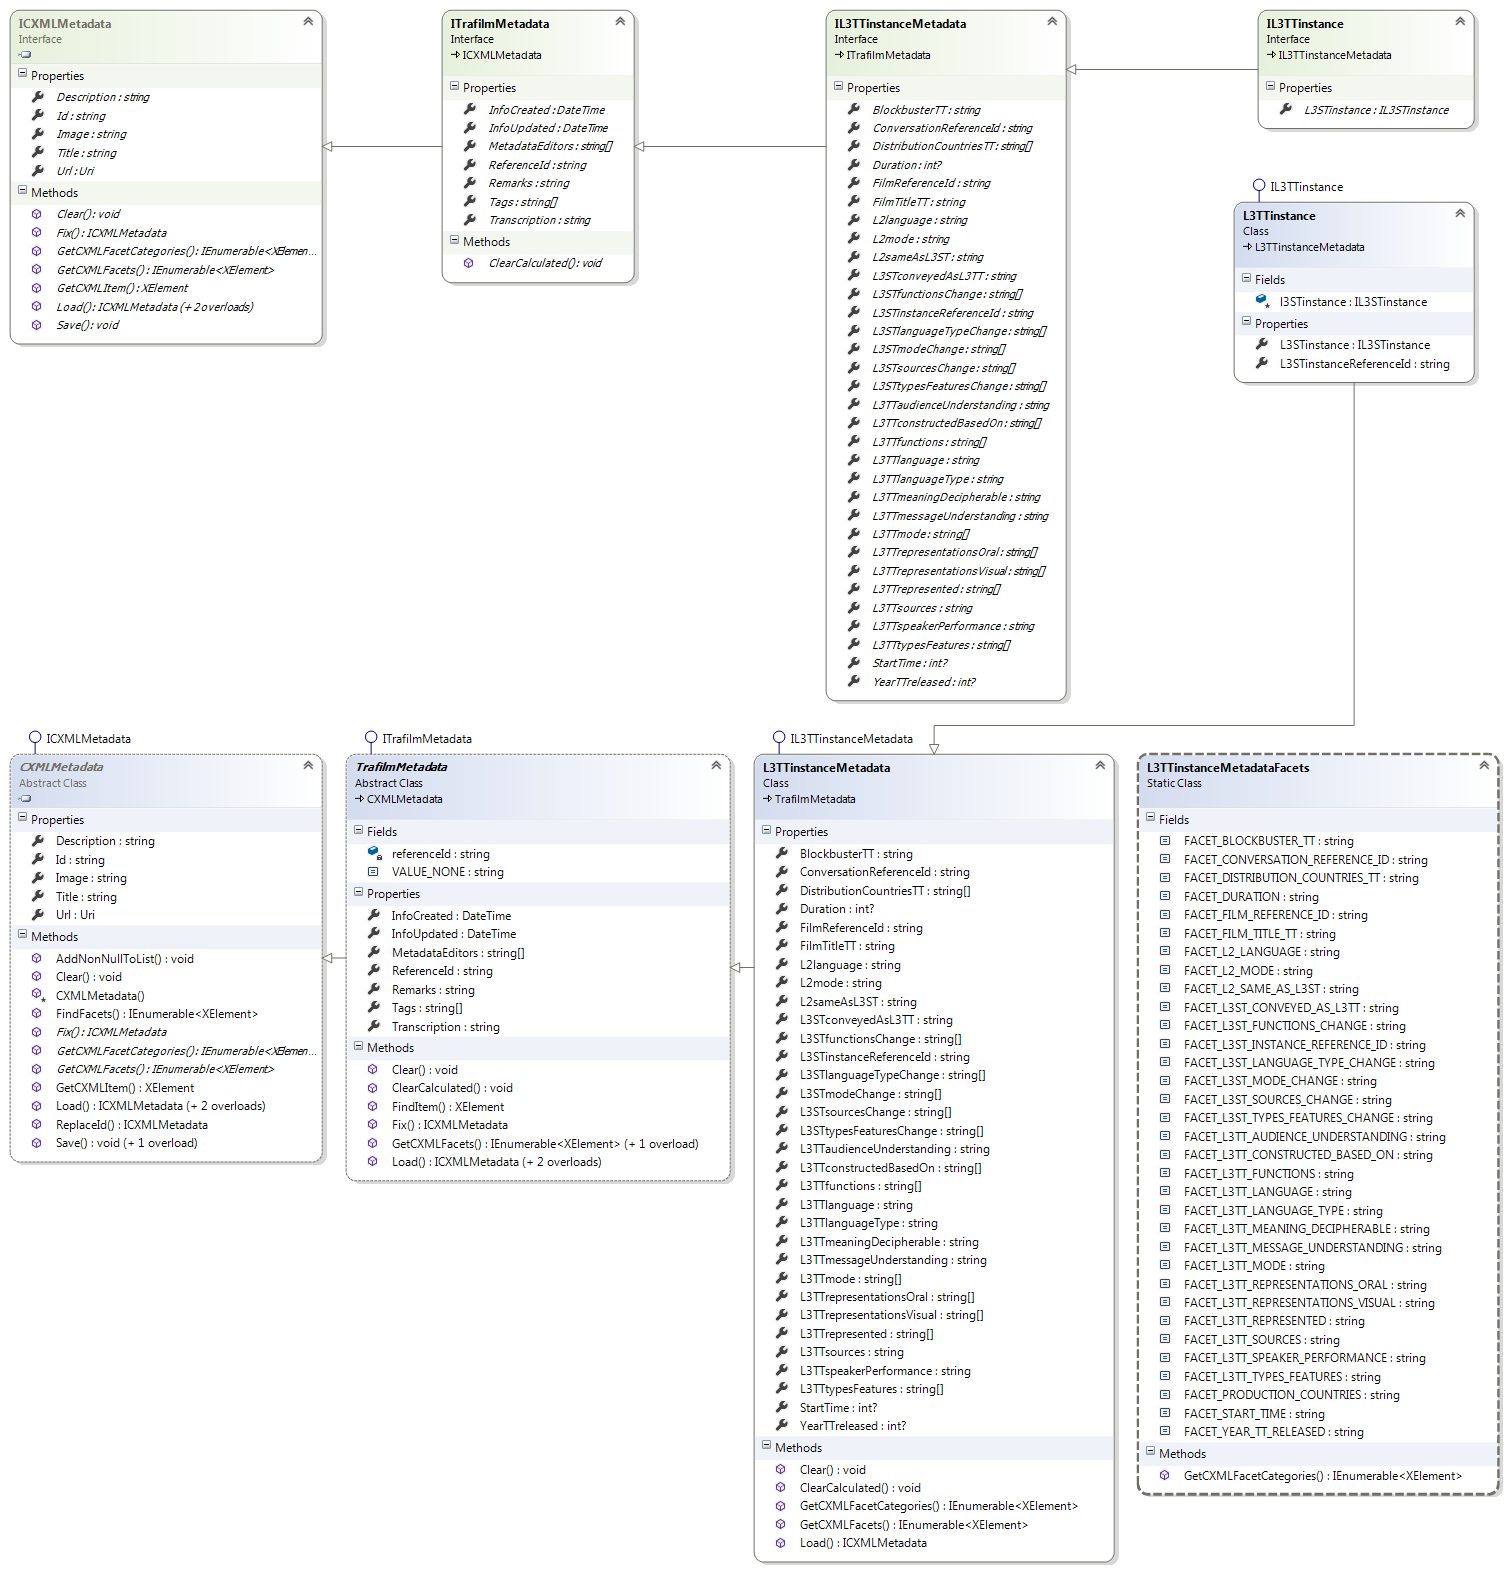 ICXMLMetadata
Interface
Properties
Description : string
Id : string
Image : string
Title : string
Url : Uri
Methods
Clear() : void
Fix() : ICXMLMetadata
GetCXMLFacetCategories() : IEnumerable<XElemen...
GetCXMLFacets() : IEnumerable<XElement>
GetCXMLItem() : XElement
Load() : ICXMLMetadata (+ 2 overloads)
Save() : void
ITrafilmMetadata
Interface
ICXMLMetadata
Properties
InfoCreated : DateTime
InfoUpdated : DateTime
MetadataEditors : string[]
ReferenceId : string
Remarks : string
Tags : string[]
Transcription : string
Methods
ClearCalculated() : void
IL3TTinstanceMetadata
Interface
ITrafilmMetadata
Properties
BlockbusterTT : string
ConversationReferenceId : string
DistributionCountriesTT : string[]
Duration : int?
FilmReferenceId : string
FilmTitleTT : string
L2language : string
L2mode : string
L2sameAsL3ST : string
L3STconveyedAsL3TT : string
L3STfunctionsChange : string[]
L3STinstanceReferenceId : string
L3STlanguageTypeChange : string[]
L3STmodeChange : string[]
L3STsourcesChange : string[]
L3STtypesFeaturesChange : string[]
L3TTaudienceUnderstanding : string
L3TTconstructedBasedOn : string[]
L3TTfunctions : string[]
L3TTlanguage : string
L3TTlanguageType : string
L3TTmeaningDecipherable : string
L3TTmessageUnderstanding : string
L3TTmode : string[]
L3TTrepresentationsOral : string[]
L3TTrepresentationsVisual : string[]
L3TTrepresented : string[]
L3TTsources : string
L3TTspeakerPerformance : string
L3TTtypesFeatures : string[]
StartTime : int?
YearTTreleased : int?
IL3TTinstance
Interface
IL3TTinstanceMetadata
Properties
L3STinstance : IL3STinstance
IL3TTinstance
L3TTinstance
Class
L3TTinstanceMetadata
Fields
l3STinstance : IL3STinstance
Properties
L3STinstance : IL3STinstance
L3STinstanceReferenceId : string
ICXMLMetadata
CXMLMetadata
Abstract Class
Properties
Description : string
Id : string
Image : string
Title : string
Url : Uri
Methods
AddNonNullToList() : void
Clear() : void
CXMLMetadata()
FindFacets() : IEnumerable<XElement>
Fix() : ICXMLMetadata
GetCXMLFacetCategories() : IEnumerable<XElemen...
GetCXMLFacets() : IEnumerable<XElement>
GetCXMLItem() : XElement
Load() : ICXMLMetadata (+ 2 overloads)
ReplaceId() : ICXMLMetadata
Save() : void (+ 1 overload)
ITrafilmMetadata
TrafilmMetadata
Abstract Class
CXMLMetadata
Fields
referenceId : string
VALUE_NONE : string
Properties
InfoCreated : DateTime
InfoUpdated : DateTime
MetadataEditors : string[]
ReferenceId : string
Remarks : string
Tags : string[]
Transcription : string
Methods
Clear() : void
ClearCalculated() : void
FindItem() : XElement
Fix() : ICXMLMetadata
GetCXMLFacets() : IEnumerable<XElement> (+ 1 overload)
Load() : ICXMLMetadata (+ 2 overloads)
IL3TTinstanceMetadata
L3TTinstanceMetadata
Class
TrafilmMetadata
Properties
BlockbusterTT : string
ConversationReferenceId : string
DistributionCountriesTT : string[]
Duration : int?
FilmReferenceId : string
FilmTitleTT : string
L2language : string
L2mode : string
L2sameAsL3ST : string
L3STconveyedAsL3TT : string
L3STfunctionsChange : string[]
L3STinstanceReferenceId : string
L3STlanguageTypeChange : string[]
L3STmodeChange : string[]
L3STsourcesChange : string[]
L3STtypesFeaturesChange : string[]
L3TTaudienceUnderstanding : string
L3TTconstructedBasedOn : string[]
L3TTfunctions : string[]
L3TTlanguage : string
L3TTlanguageType : string
L3TTmeaningDecipherable : string
L3TTmessageUnderstanding : string
L3TTmode : string[]
L3TTrepresentationsOral : string[]
L3TTrepresentationsVisual : string[]
L3TTrepresented : string[]
L3TTsources : string
L3TTspeakerPerformance : string
L3TTtypesFeatures : string[]
StartTime : int?
YearTTreleased : int?
Methods
Clear() : void
ClearCalculated() : void
GetCXMLFacetCategories() : IEnumerable<XElement>
GetCXMLFacets() : IEnumerable<XElement>
Load() : ICXMLMetadata
L3TTinstanceMetadataFacets
Static Class
Fields
FACET_BLOCKBUSTER_TT : string
FACET_CONVERSATION_REFERENCE_ID : string
FACET_DISTRIBUTION_COUNTRIES_TT : string
FACET_DURATION : string
FACET_FILM_REFERENCE_ID : string
FACET_FILM_TITLE_TT : string
FACET_L2_LANGUAGE : string
FACET_L2_MODE : string
FACET_L2_SAME_AS_L3ST : string
FACET_L3ST_CONVEYED_AS_L3TT : string
FACET_L3ST_FUNCTIONS_CHANGE : string
FACET_L3ST_INSTANCE_REFERENCE_ID : string
FACET_L3ST_LANGUAGE_TYPE_CHANGE : string
FACET_L3ST_MODE_CHANGE : string
FACET_L3ST_SOURCES_CHANGE : string
FACET_L3ST_TYPES_FEATURES_CHANGE : string
FACET_L3TT_AUDIENCE_UNDERSTANDING : string
FACET_L3TT_CONSTRUCTED_BASED_ON : string
FACET_L3TT_FUNCTIONS : string
FACET_L3TT_LANGUAGE : string
FACET_L3TT_LANGUAGE_TYPE : string
FACET_L3TT_MEANING_DECIPHERABLE : string
FACET_L3TT_MESSAGE_UNDERSTANDING : string
FACET_L3TT_MODE : string
FACET_L3TT_REPRESENTATIONS_ORAL : string
FACET_L3TT_REPRESENTATIONS_VISUAL : string
FACET_L3TT_REPRESENTED : string
FACET_L3TT_SOURCES : string
FACET_L3TT_SPEAKER_PERFORMANCE : string
FACET_L3TT_TYPES_FEATURES : string
FACET_PRODUCTION_COUNTRIES : string
FACET_START_TIME : string
FACET_YEAR_TT_RELEASED : string
Methods
GetCXMLFacetCategories() : IEnumerable<XElement>